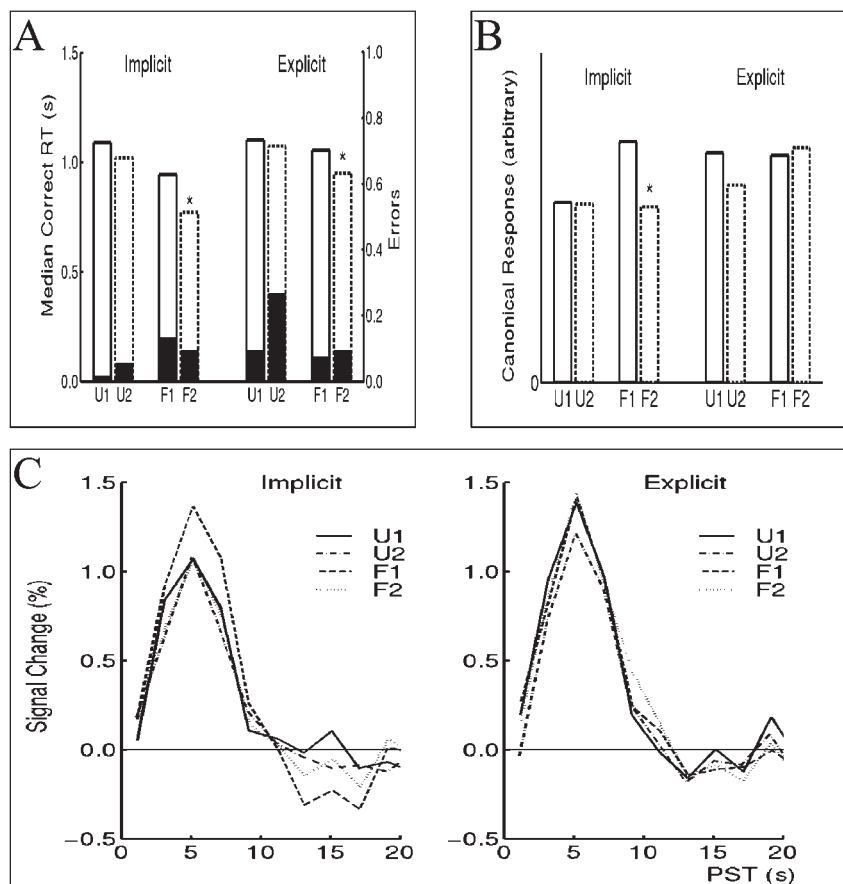 A
Implicit
Explicit
Median Correct RT (s)
1.5
1.0
0.5
0.0
1.0
0.8
0.6
0.4
0.2
0.0
Errors
*
*
U1 U2 F1 F2 U1 U2 F1 F2
B
Implicit
Explicit
Canonical Response (arbitrary)
*
0
U1 U2 F1 F2 U1 U2 F1 F2
C
Implicit
Signal Change (%)
1.5
1.0
0.5
0.0
−0.5
U1
U2
F1
F2
0 5 10 15 20
Explicit
1.5
1.0
0.5
0.0
−0.5
U1
U2
F1
F2
0 5 10 15 20
PST (s)